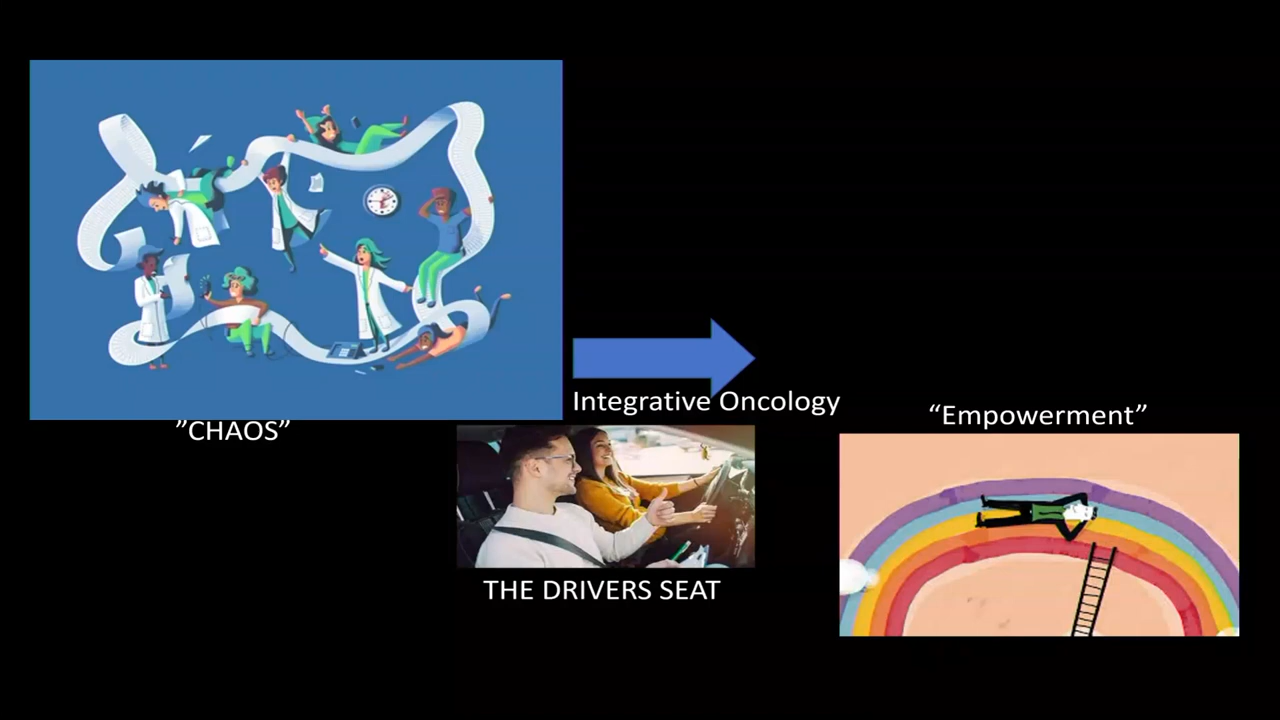 ”CHAOS”
Integrative Oncology
THE DRIVERS SEAT
“Empowerment”